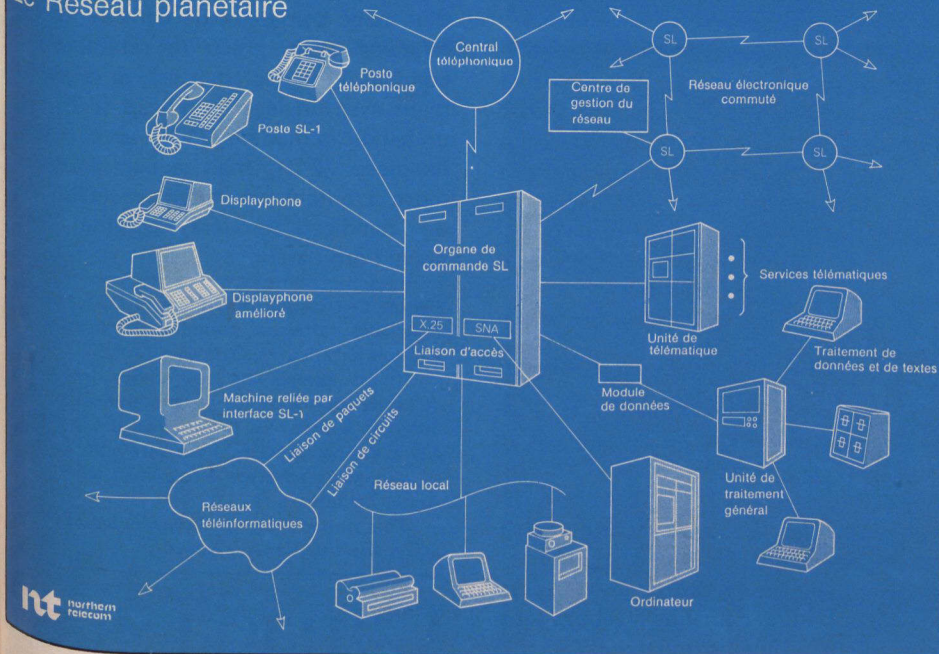 Le Réseau planétaire
Central
téléphonique
SL
SL
Poste
téléphonique
Centre de
gestion du
réseau
Réseau électronique
commuté
Poste SL-1
SL
SL
Displayphone
Organe de
commande SL
Services télématiques
Displayphone
amélioré
X.25
SNA
Unité de
télématique
Liaison d'accès
Traitement de
données et de textes
Module
de données
Machine reliée par
interface SL-1
Liaison de paquets
Liaison de circuits
Réseau local
Unité de
traitement
général
Réseaux
téléinformatiques
Ordinateur
nt northern
telecom